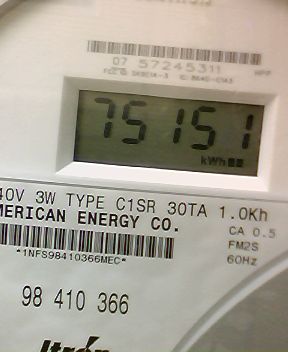 07 57245311
75151
kWh
40V 3W TYPE C1SR 30TA 1.0Kh
MERICAN ENERGY CO.
CA 0.5
FM2S
60Hz
*1NFS98410366MEC*
98 410 366
Itron